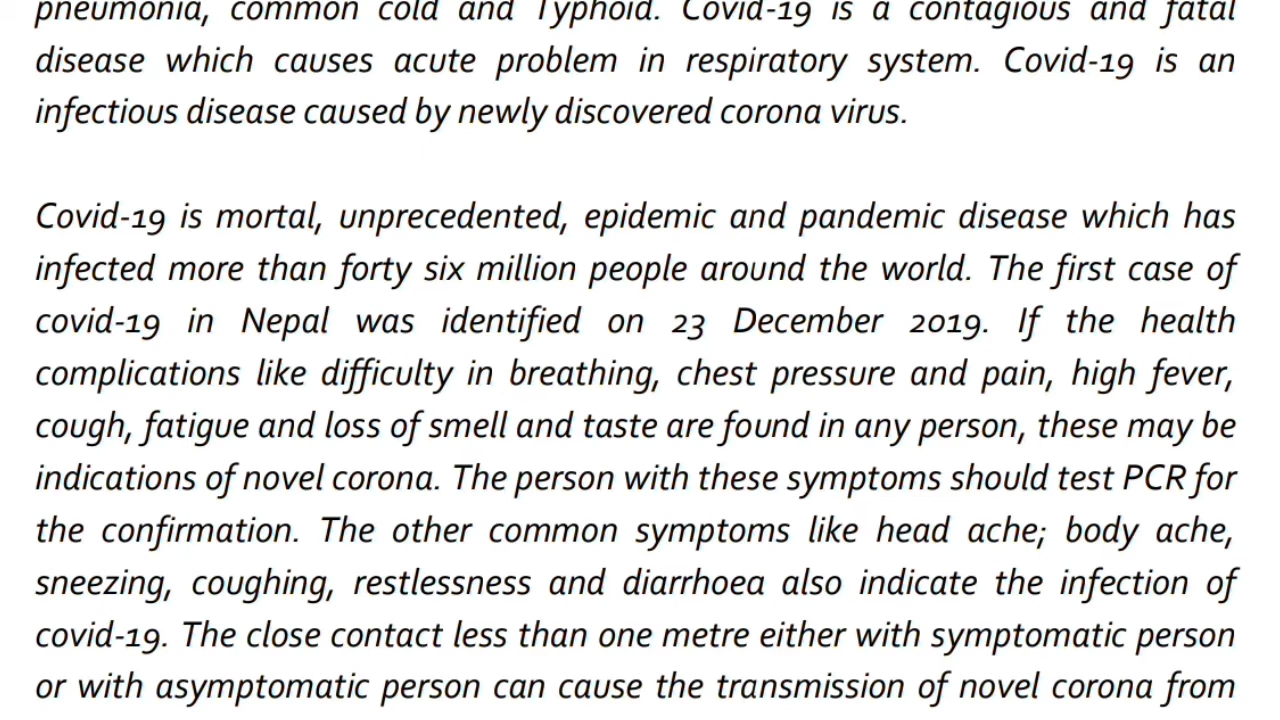 pneumonia, common cold and Typhoid. Covid-19 is a contagious and fatal
disease which causes acute problem in respiratory system. Covid-19 is an
infectious disease caused by newly discovered corona virus.
Covid-19 is mortal, unprecedented, epidemic and pandemic disease which has
infected more than forty six million people around the world. The first case of
covid-19 in Nepal was identified on 23 December 2019. If the health
complications like difficulty in breathing, chest pressure and pain, high fever,
cough, fatigue and loss of smell and taste are found in any person, these may be
indications of novel corona. The person with these symptoms should test PCR for
the confirmation. The other common symptoms like head ache; body ache,
sneezing, coughing, restlessness and diarrhoea also indicate the infection of
covid-19. The close contact less than one metre either with symptomatic person
or with asymptomatic person can cause the transmission of novel corona from